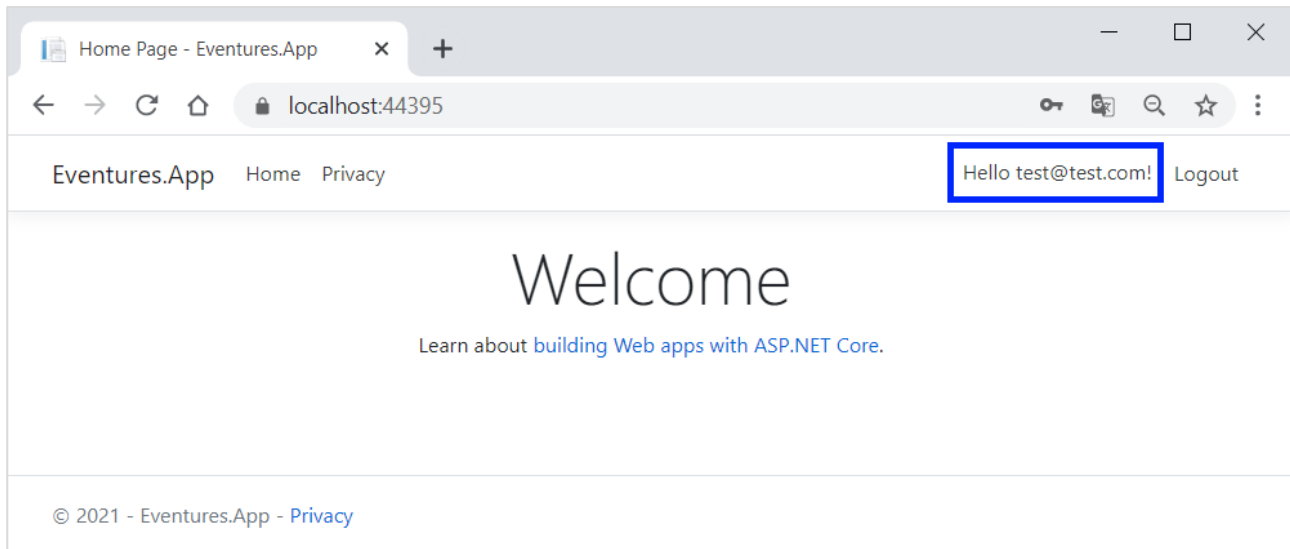 Home Page - Eventures.App
localhost:44395
Eventures.App Home Privacy Hello test@test.com! Logout
Welcome
Learn about building Web apps with ASP.NET Core.
© 2021 - Eventures.App - Privacy